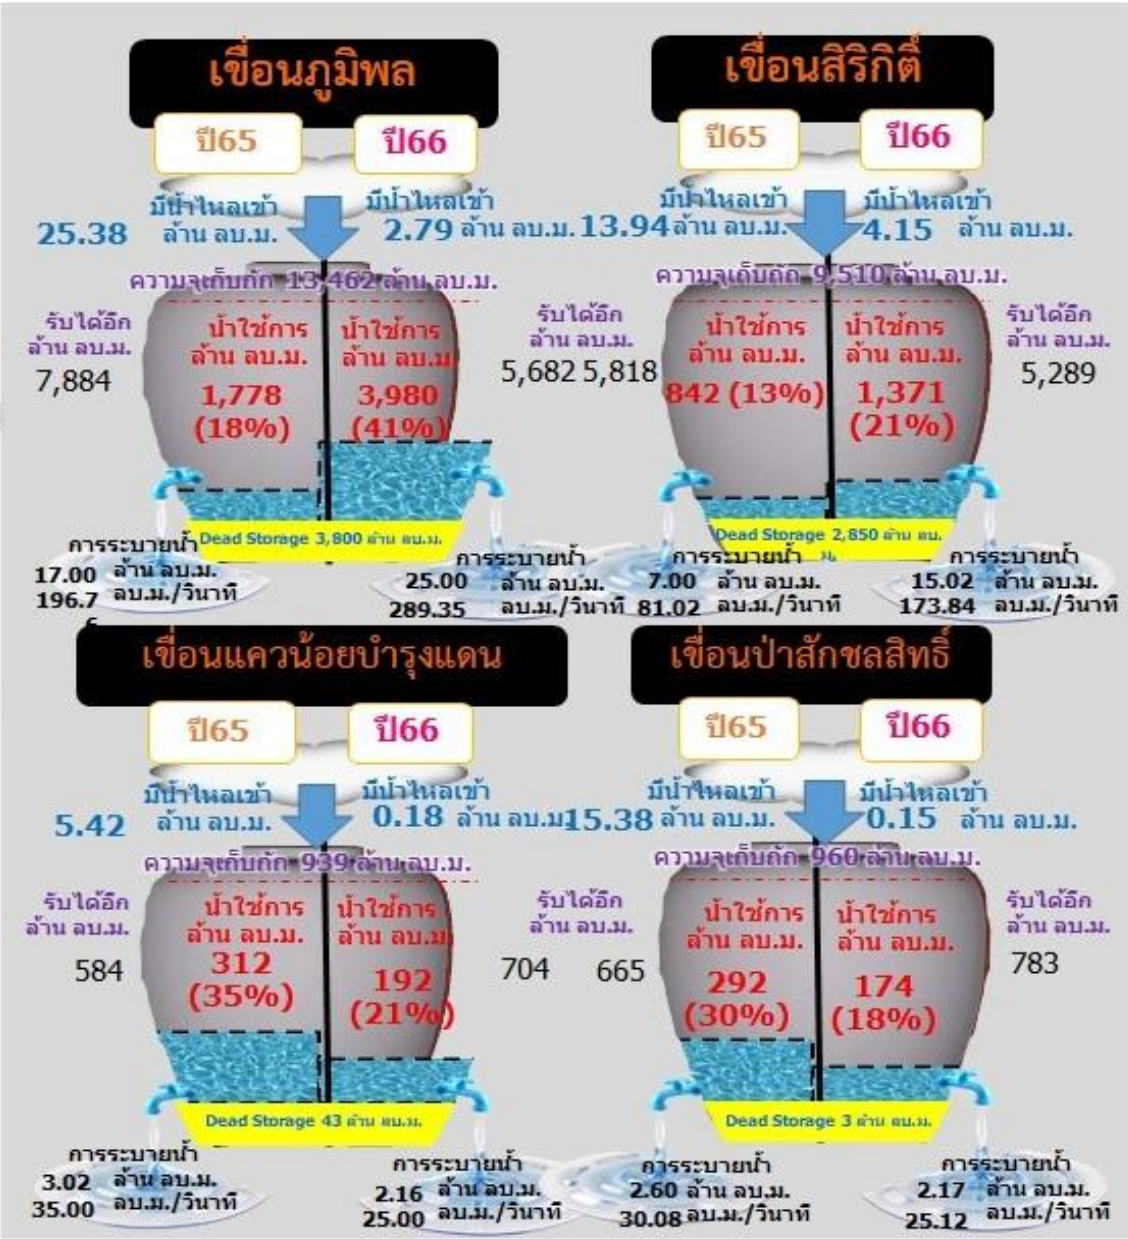 เขื่อนภูมิพล
ปี65 ปี66
มีน้ำไหลเข้า มีน้ำไหลเข้า
25.38 ล้าน ลบ.ม. 2.79 ล้าน ลบ.ม.
ความจุเก็บกัก 13,462 ล้าน ลบ.ม.
รับได้อีก
ล้าน ลบ.ม.
7,884
น้ำใช้การ
ล้าน ลบ.ม.
1,778
(18%)
น้ำใช้การ
ล้าน ลบ.ม
3,980
(41%)
รับได้อีก
ล้าน ลบ.ม.
5,682
Dead Storage 3,800 ล้าน ลบ.ม.
การระบายน้ำ
17.00 ล้าน ลบ.ม.
196.7 ลบ.ม./วินาที
6
การระบายน้ำ
25.00 ล้าน ลบ.ม.
289.35 ลบ.ม./วินาที
เขื่อนสิริกิติ์
ปี65 ปี66
มีน้ำไหลเข้า มีน้ำไหลเข้า
13.94 ล้าน ลบ.ม. 4.15 ล้าน ลบ.ม.
ความจุเก็บกัก 9,510 ล้าน ลบ.ม.
5,818
น้ำใช้การ
ล้าน ลบ.ม.
842 (13%)
น้ำใช้การ
ล้าน ลบ.ม.
1,371
(21%)
รับได้อีก
ล้าน ลบ.ม.
5,289
Dead Storage 2,850 ล้าน ลบ.
ม.
การระบายน้ำ
7.00 ล้าน ลบ.ม.
81.02 ลบ.ม./วินาที
การระบายน้ำ
15.02 ล้าน ลบ.ม.
173.84 ลบ.ม./วินาที
เขื่อนแควน้อยบำรุงแดน
ปี65 ปี66
มีน้ำไหลเข้า มีน้ำไหลเข้า
5.42 ล้าน ลบ.ม. 0.18 ล้าน ลบ.ม.
ความจุเก็บกัก 939 ล้าน ลบ.ม.
รับได้อีก
ล้าน ลบ.ม.
584
น้ำใช้การ
ล้าน ลบ.ม.
312
(35%)
น้ำใช้การ
ล้าน ลบ.ม
192
(21%)
รับได้อีก
ล้าน ลบ.ม.
704
Dead Storage 43 ล้าน ลบ.ม.
การระบายน้ำ
3.02 ล้าน ลบ.ม.
35.00 ลบ.ม./วินาที
การระบายน้ำ
2.16 ล้าน ลบ.ม.
25.00 ลบ.ม./วินาที
เขื่อนป่าสักชลสิทธิ์
ปี65 ปี66
มีน้ำไหลเข้า มีน้ำไหลเข้า
15.38 ล้าน ลบ.ม. 0.15 ล้าน ลบ.ม.
ความจุเก็บกัก 960 ล้าน ลบ.ม.
665
น้ำใช้การ
ล้าน ลบ.ม.
292
(30%)
น้ำใช้การ
ล้าน ลบ.ม.
174
(18%)
รับได้อีก
ล้าน ลบ.ม.
783
Dead Storage 3 ล้าน ลบ.ม.
การระบายน้ำ
2.60 ล้าน ลบ.ม.
30.08 ลบ.ม./วินาที
การระบายน้ำ
2.17 ล้าน ลบ.ม.
25.12 ลบ.ม./วินาที